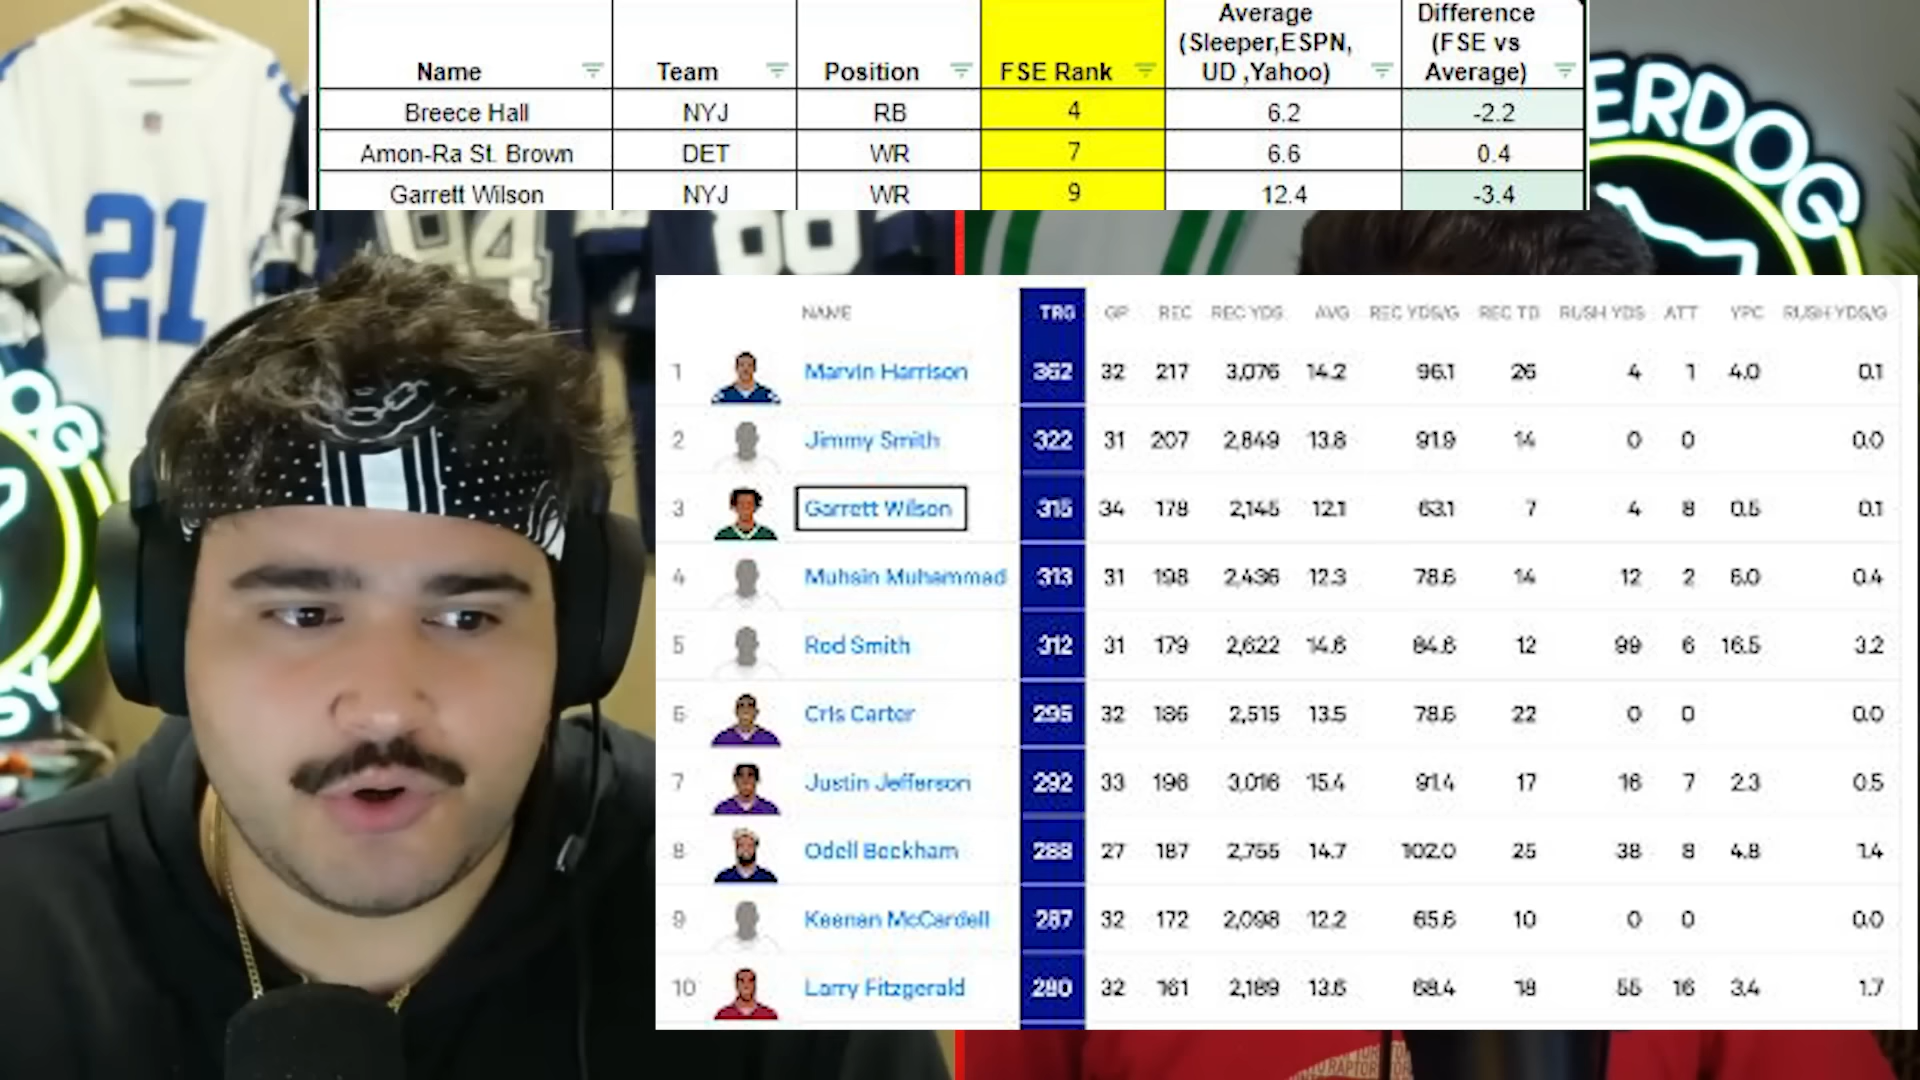 Name Team Position FSE Rank Average (Sleeper,ESPN, UD ,Yahoo) Difference (FSE vs Average)
Breece Hall NYJ RB 4 6.2 -2.2
Amon-Ra St. Brown DET WR 7 6.6 0.4
Garrett Wilson NYJ WR 9 12.4 -3.4
ERDOG
21
84
88
NAME TRG GP REC REC YDS AVG REC YDS/G REC TD RUSH YDS ATT YPC RUSH YDS/G
1 Marvin Harrison 362 32 217 3,076 14.2 96.1 26 4 1 4.0 0.1
2 Jimmy Smith 322 31 207 2,849 13.8 91.9 14 0 0 0.0
3 Garrett Wilson 315 34 178 2,145 12.1 63.1 7 4 8 0.5 0.1
4 Muhsin Muhammad 313 31 198 2,436 12.3 78.6 14 12 2 6.0 0.4
5 Rod Smith 312 31 179 2,622 14.6 84.6 12 99 6 16.5 3.2
6 Cris Carter 295 32 186 2,515 13.5 78.6 22 0 0 0.0
7 Justin Jefferson 292 33 196 3,016 15.4 91.4 17 16 7 2.3 0.5
8 Odell Beckham 288 27 187 2,755 14.7 102.0 25 38 8 4.8 1.4
9 Keenan McCardell 287 32 172 2,098 12.2 65.6 10 0 0 0.0
10 Larry Fitzgerald 280 32 161 2,189 13.6 68.4 18 55 16 3.4 1.7
OG
SY